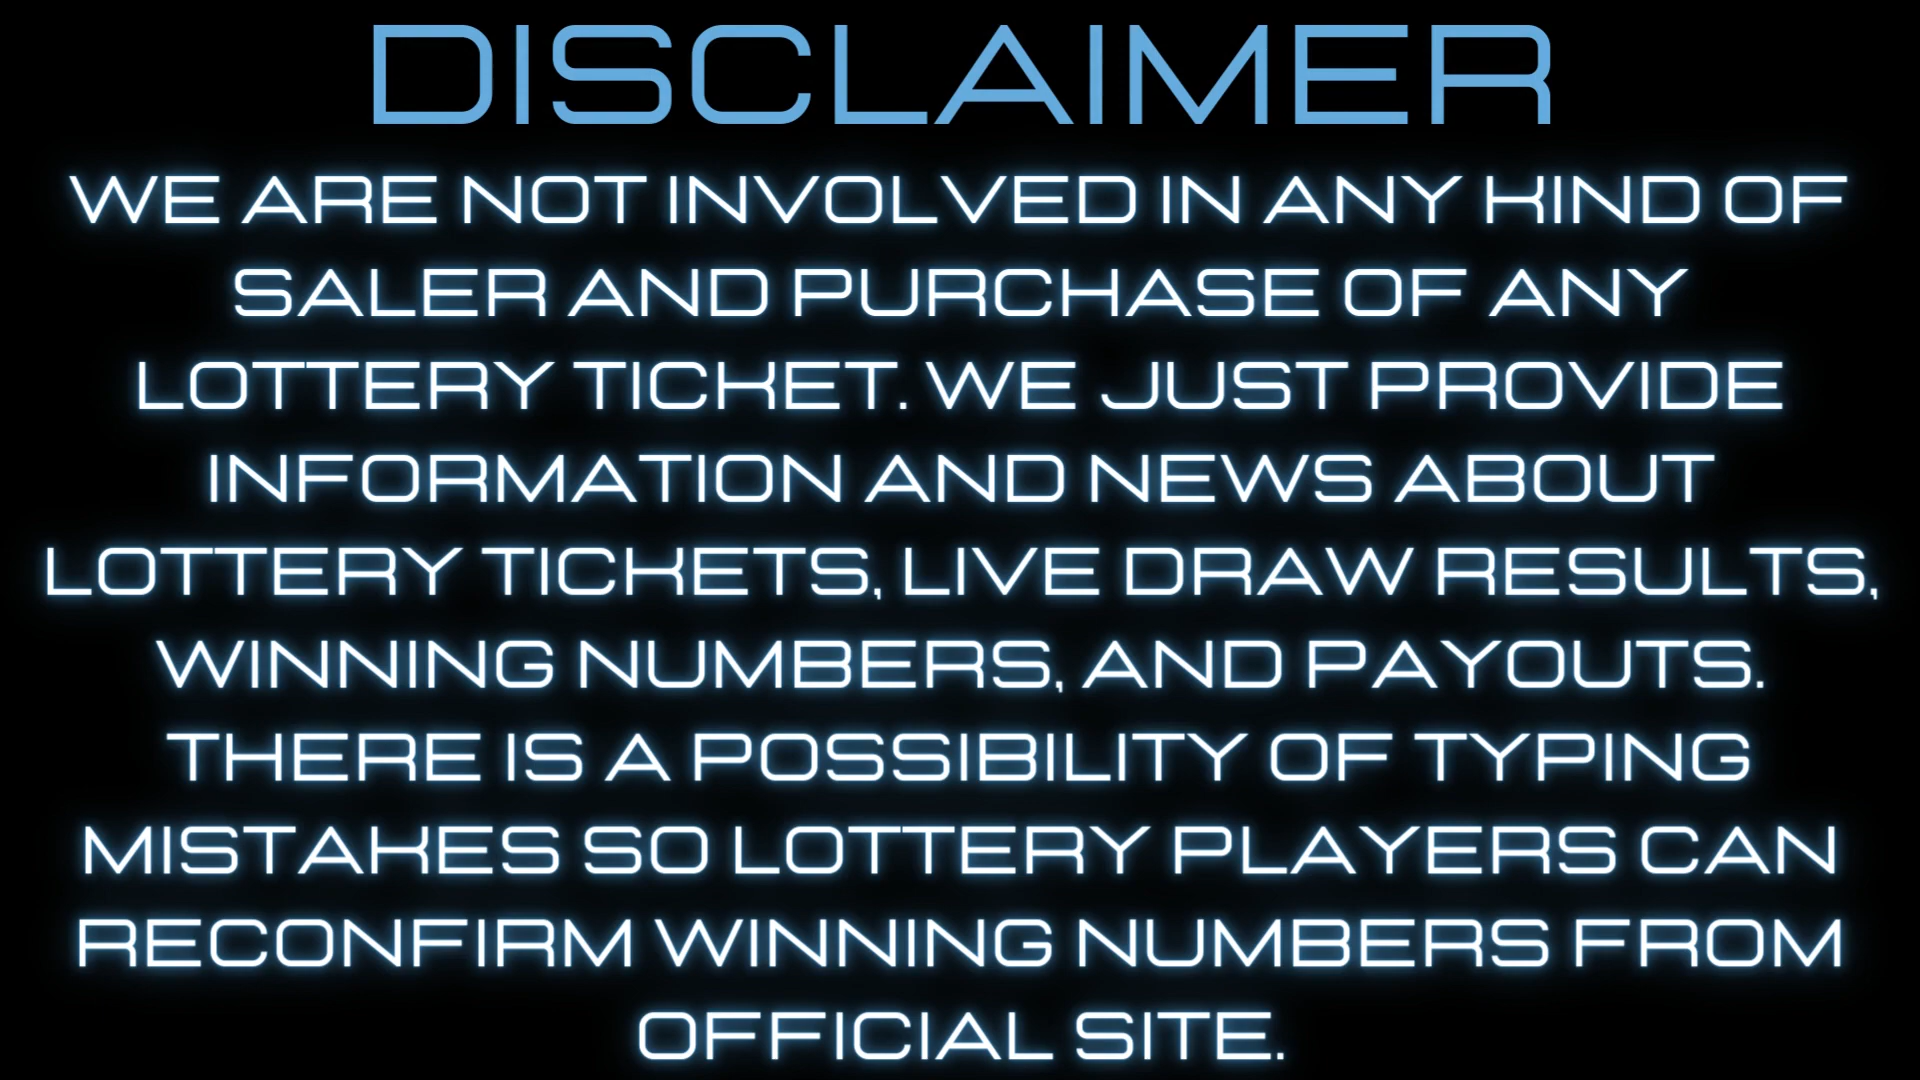 DISCLAIMER
WE ARE NOT INVOLVED IN ANY KIND OF
SALER AND PURCHASE OF ANY
LOTTERY TICKET. WE JUST PROVIDE
INFORMATION AND NEWS ABOUT
LOTTERY TICKETS, LIVE DRAW RESULTS,
WINNING NUMBERS, AND PAYOUTS.
THERE IS A POSSIBILITY OF TYPING
MISTAKES SO LOTTERY PLAYERS CAN
RECONFIRM WINNING NUMBERS FROM
OFFICIAL SITE.